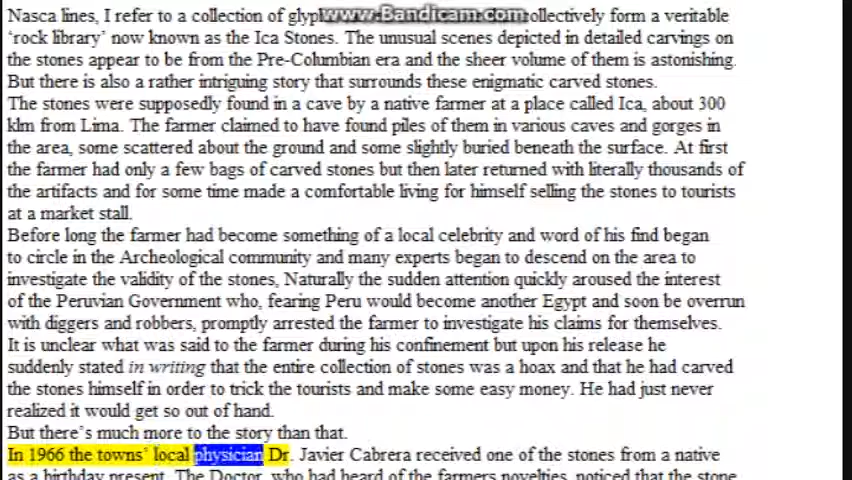 Nasca lines, I refer to a collection of
www.Bandicam.com
collectively form a veritable
‘rock library’ now known as the Ica Stones. The unusual scenes depicted in detailed carvings on
the stones appear to be from the Pre-Columbian era and the sheer volume of them is astonishing.
But there is also a rather intriguing story that surrounds these enigmatic carved stones.
The stones were supposedly found in a cave by a native farmer at a place called Ica, about 300
klm from Lima. The farmer claimed to have found piles of them in various caves and gorges in
the area, some scattered about the ground and some slightly buried beneath the surface. At first
the farmer had only a few bags of carved stones but then later returned with literally thousands of
the artifacts and for some time made a comfortable living for himself selling the stones to tourists
at a market stall.
Before long the farmer had become something of a local celebrity and word of his find began
to circle in the Archeological community and many experts began to descend on the area to
investigate the validity of the stones, Naturally the sudden attention quickly aroused the interest
of the Peruvian Government who, fearing Peru would become another Egypt and soon be overrun
with diggers and robbers, promptly arrested the farmer to investigate his claims for themselves.
It is unclear what was said to the farmer during his confinement but upon his release he
suddenly stated in writing that the entire collection of stones was a hoax and that he had carved
the stones himself in order to trick the tourists and make some easy money. He had just never
realized it would get so out of hand.
But there’s much more to the story than that.
In 1966 the towns’ local physician Dr. Javier Cabrera received one of the stones from a native
as a birthday present. The Doctor, who had heard of the farmers novelties, noticed that the stone